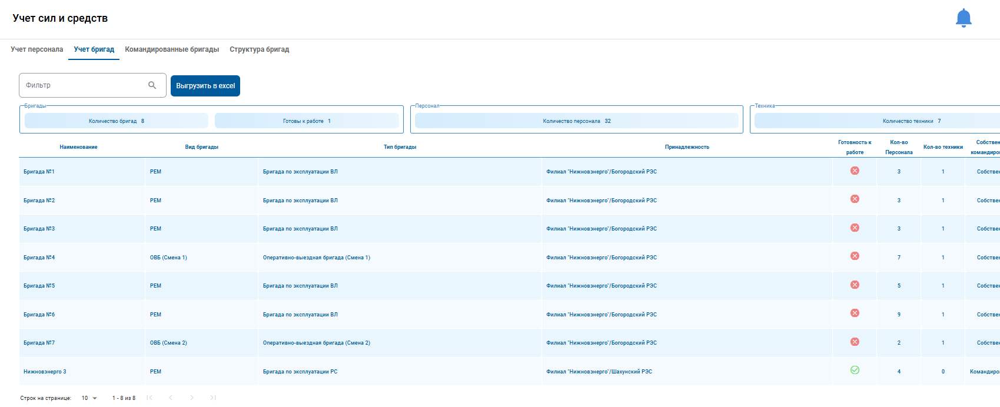 Учет сил и средств
Учет персонала Учет бригад Командированные бригады Структура бригад
Фильтр Выгрузить в excel
Бригады Персонал Техника
Количество бригад 8 Готовы к работе 1 Количество персонала 32 Количество техники 7
Наименование Вид бригады Тип бригады Принадлежность Готовность к работе Кол-во Персонала Кол-во техники Собствен командиров
Бригада №1 РЕМ Бригада по эксплуатации ВЛ Филиал "Нижновэнерго"/Богородский РЭС 3 1 Собствен
Бригада №2 РЕМ Бригада по эксплуатации ВЛ Филиал "Нижновэнерго"/Богородский РЭС 3 1 Собствен
Бригада №3 РЕМ Бригада по эксплуатации ВЛ Филиал "Нижновэнерго"/Богородский РЭС 3 1 Собствен
Бригада №4 ОВБ (Смена 1) Оперативно-выездная бригада (Смена 1) Филиал "Нижновэнерго"/Богородский РЭС 7 1 Собствен
Бригада №5 РЕМ Бригада по эксплуатации ВЛ Филиал "Нижновэнерго"/Богородский РЭС 5 1 Собствен
Бригада №6 РЕМ Бригада по эксплуатации ВЛ Филиал "Нижновэнерго"/Богородский РЭС 9 1 Собствен
Бригада №7 ОВБ (Смена 2) Оперативно-выездная бригада (Смена 2) Филиал "Нижновэнерго"/Богородский РЭС 2 1 Собствен
Нижновэнерго 3 РЕМ Бригада по эксплуатации РС Филиал "Нижновэнерго"/Шахунский РЭС 4 0 Командиро
Строк на странице: 10 1 - 8 из 8